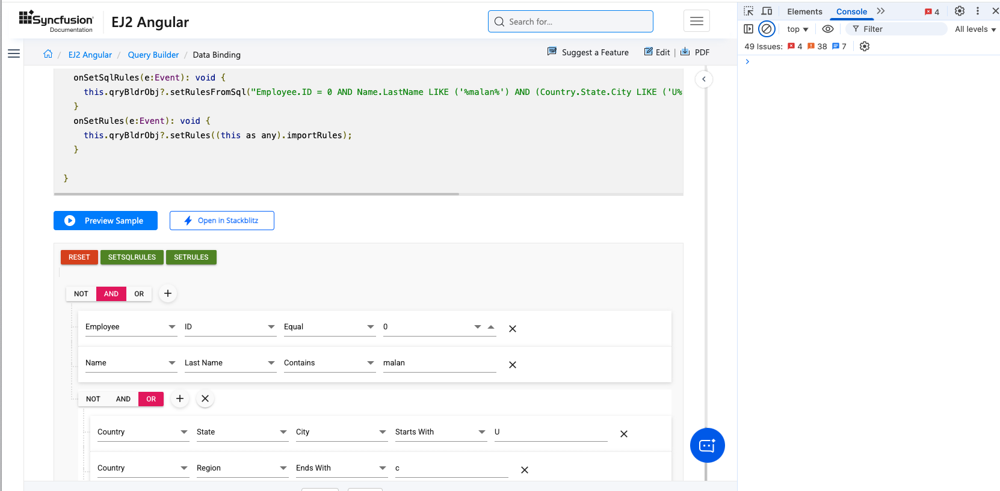 Syncfusion
Documentation
EJ2 Angular
Search for...
Elements
Console
4
top
Filter
All levels
49 Issues: 4 38 7
EJ2 Angular / Query Builder / Data Binding
Suggest a Feature
Edit | PDF
onSetSqlRules(e:Event): void {
this.qryBldrObj?.setRulesFromSql("Employee.ID = 0 AND Name.LastName LIKE ('%malan%') AND (Country.State.City LIKE ('U%
}
onSetRules(e:Event): void {
this.qryBldrObj?.setRules((this as any).importRules);
}
}
Preview Sample
Open in Stackblitz
RESET
SETSQLRULES
SETRULES
NOT AND OR +
Employee ID Equal 0
Name Last Name Contains malan
NOT AND OR +
Country State City Starts With U
Country Region Ends With c